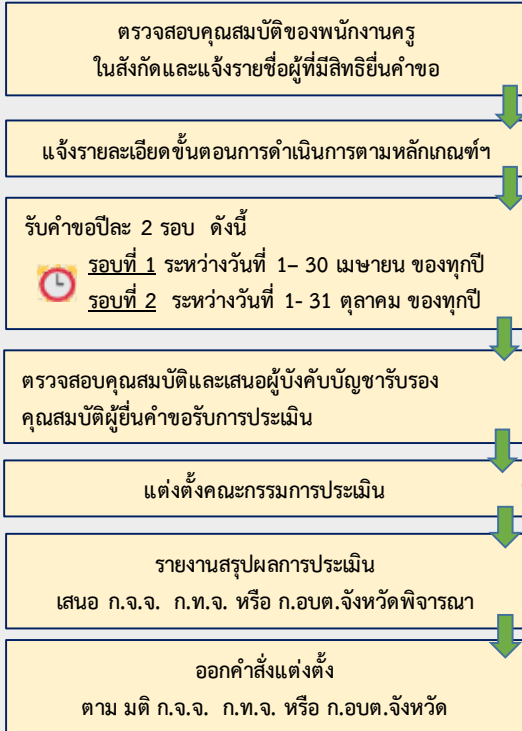 ตรวจสอบคุณสมบัติของพนักงานครู
ในสังกัดและแจ้งรายชื่อผู้ที่มีสิทธิยื่นคำขอ
แจ้งรายละเอียดขั้นตอนการดำเนินการตามหลักเกณฑ์ฯ
รับคำขอปีละ 2 รอบ ดังนี้
รอบที่ 1 ระหว่างวันที่ 1– 30 เมษายน ของทุกปี
รอบที่ 2 ระหว่างวันที่ 1- 31 ตุลาคม ของทุกปี
ตรวจสอบคุณสมบัติและเสนอผู้บังคับบัญชารับรอง
คุณสมบัติผู้ยื่นคำขอรับการประเมิน
แต่งตั้งคณะกรรมการประเมิน
รายงานสรุปผลการประเมิน
เสนอ ก.จ.จ. ก.ท.จ. หรือ ก.อบต.จังหวัดพิจารณา
ออกคำสั่งแต่งตั้ง
ตาม มติ ก.จ.จ. ก.ท.จ. หรือ ก.อบต.จังหวัด